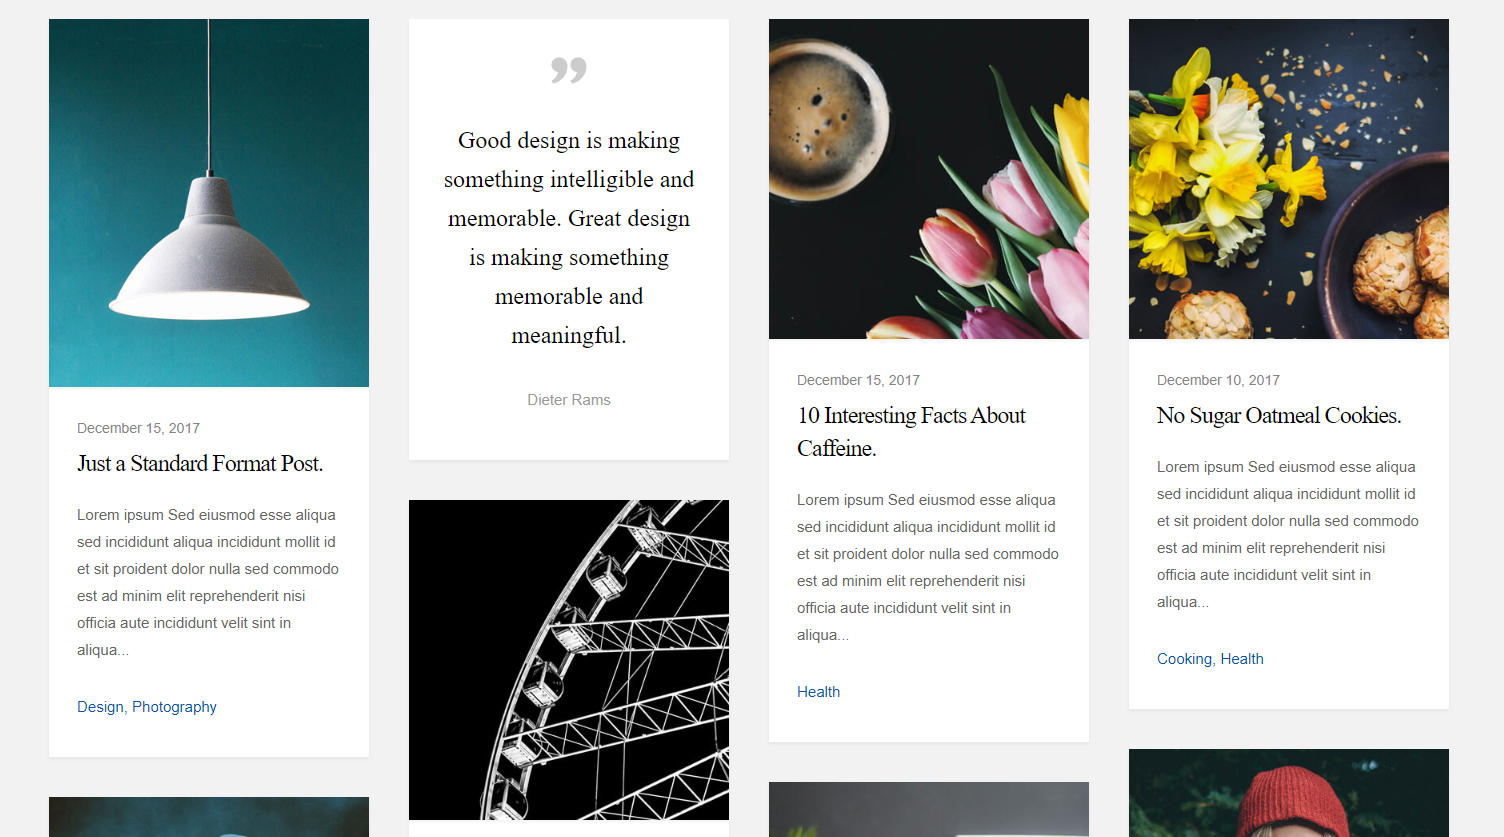 December 15, 2017
Just a Standard Format Post.
Lorem ipsum Sed eiusmod esse aliqua
sed incididunt aliqua incididunt mollit id
et sit proident dolor nulla sed commodo
est ad minim elit reprehenderit nisi
officia aute incididunt velit sint in
aliqua...
Design, Photography
”
Good design is making
something intelligible and
memorable. Great design
is making something
memorable and
meaningful.
Dieter Rams
December 15, 2017
10 Interesting Facts About
Caffeine.
Lorem ipsum Sed eiusmod esse aliqua
sed incididunt aliqua incididunt mollit id
et sit proident dolor nulla sed commodo
est ad minim elit reprehenderit nisi
officia aute incididunt velit sint in
aliqua...
Health
December 10, 2017
No Sugar Oatmeal Cookies.
Lorem ipsum Sed eiusmod esse aliqua
sed incididunt aliqua incididunt mollit id
et sit proident dolor nulla sed commodo
est ad minim elit reprehenderit nisi
officia aute incididunt velit sint in
aliqua...
Cooking, Health